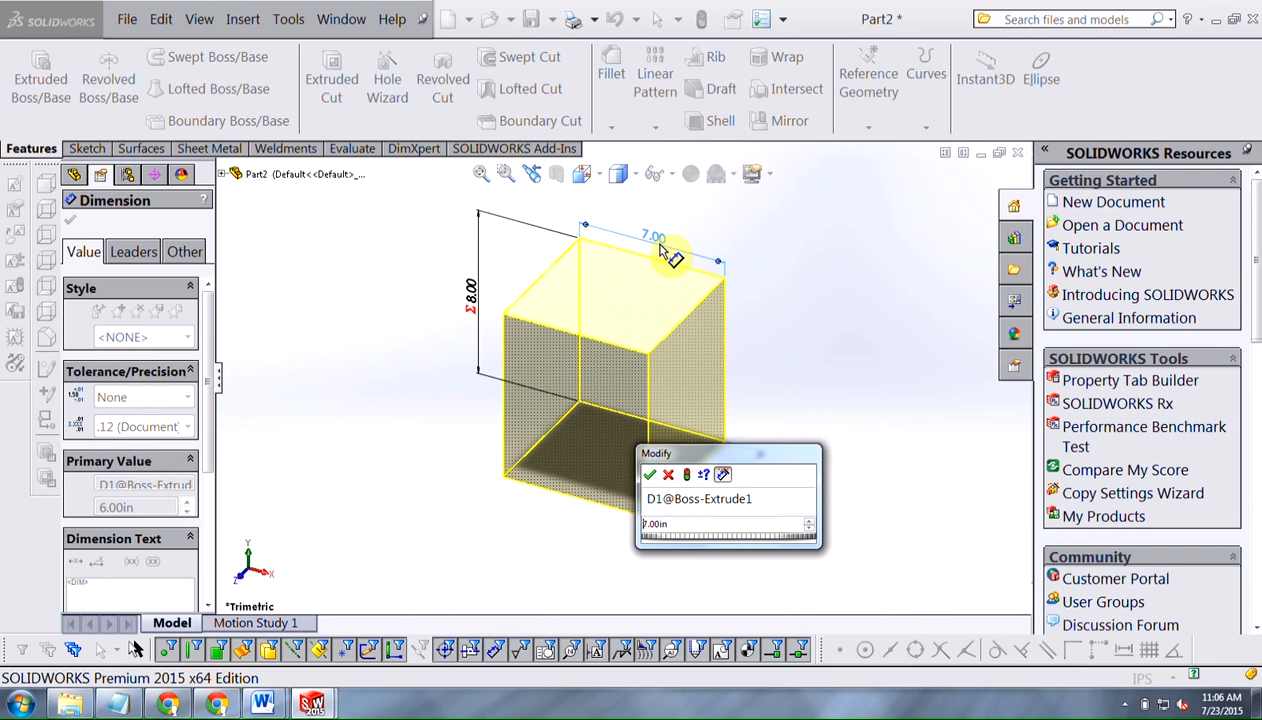 SOLIDWORKS File Edit View Insert Tools Window Help Part2 * Search files and models ?
Extruded Boss/Base
Revolved Boss/Base
Swept Boss/Base
Lofted Boss/Base
Boundary Boss/Base
Extruded Cut
Hole Wizard
Revolved Cut
Swept Cut
Lofted Cut
Boundary Cut
Fillet
Linear Pattern
Rib
Draft
Shell
Wrap
Intersect
Mirror
Reference Geometry
Curves
Instant3D
Ellipse
Features Sketch Surfaces Sheet Metal Weldments Evaluate DimXpert SOLIDWORKS Add-Ins
Part2 (Default<<Default>_...
Dimension ?
Value Leaders Other
Style
<NONE>
Tolerance/Precision
None
.12 (Document)
Primary Value
D1@Boss-Extrud
6.00in
Dimension Text
<DIM>
7.00
Σ 8.00
Modify
±?
D1@Boss-Extrude1
7.00in
Y
X
Z
*Trimetric
Model Motion Study 1
SOLIDWORKS Resources
Getting Started
New Document
Open a Document
Tutorials
What's New
Introducing SOLIDWORKS
General Information
SOLIDWORKS Tools
Property Tab Builder
SOLIDWORKS Rx
Performance Benchmark
Test
Compare My Score
Copy Settings Wizard
My Products
Community
Customer Portal
User Groups
Discussion Forum
SOLIDWORKS Premium 2015 x64 Edition IPS
11:06 AM
7/23/2015